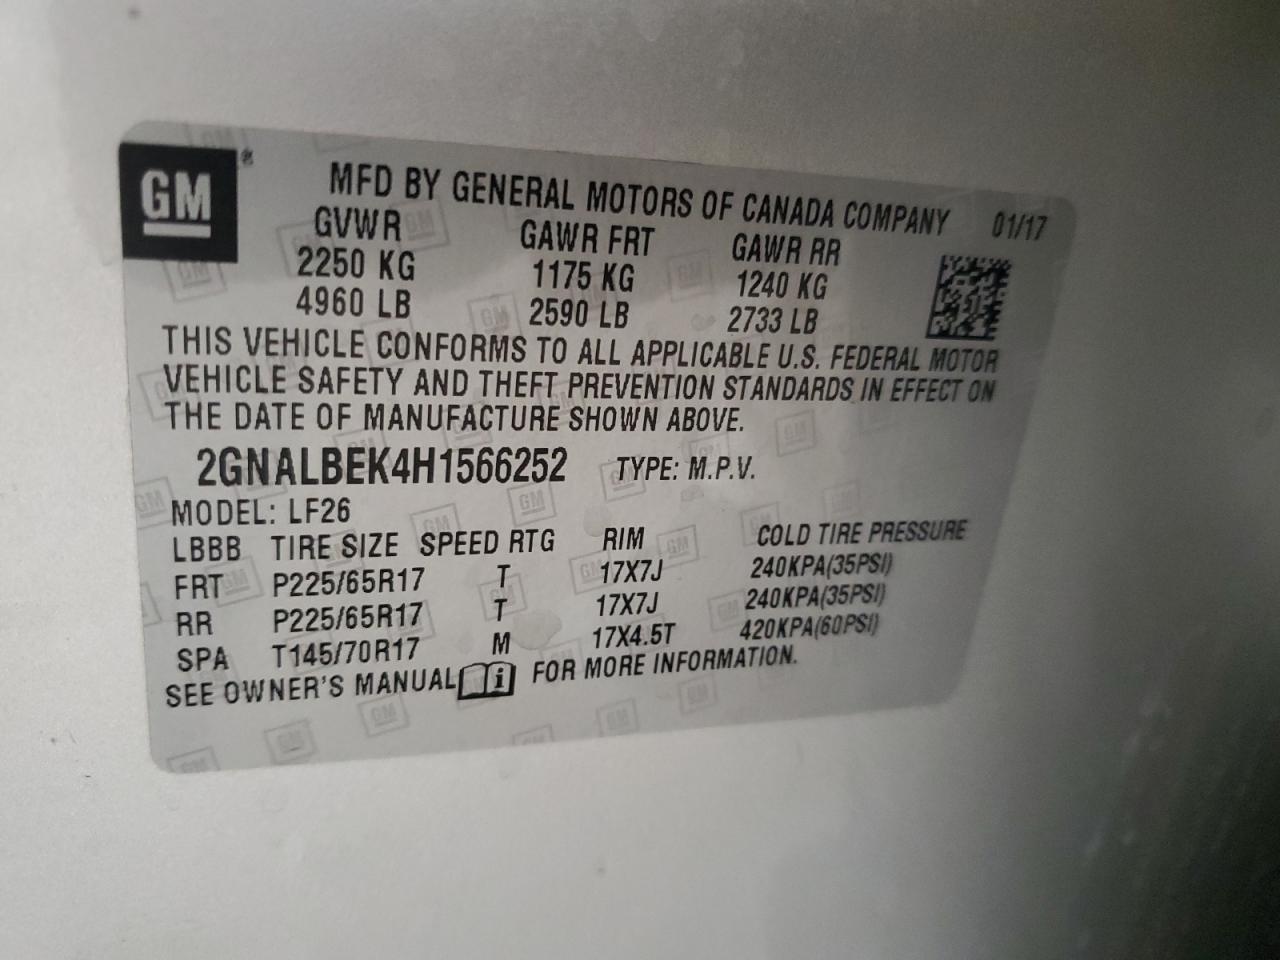 GM ®
MFD BY GENERAL MOTORS OF CANADA COMPANY 01/17
GVWR GAWR FRT GAWR RR
2250 KG 1175 KG 1240 KG
4960 LB 2590 LB 2733 LB
THIS VEHICLE CONFORMS TO ALL APPLICABLE U.S. FEDERAL MOTOR
VEHICLE SAFETY AND THEFT PREVENTION STANDARDS IN EFFECT ON
THE DATE OF MANUFACTURE SHOWN ABOVE.
2GNALBEK4H1566252 TYPE: M.P.V.
MODEL: LF26
LBBB TIRE SIZE SPEED RTG RIM COLD TIRE PRESSURE
FRT P225/65R17 T 17X7J 240KPA(35PSI)
RR P225/65R17 T 17X7J 240KPA(35PSI)
SPA T145/70R17 M 17X4.5T 420KPA(60PSI)
SEE OWNER'S MANUAL i FOR MORE INFORMATION.